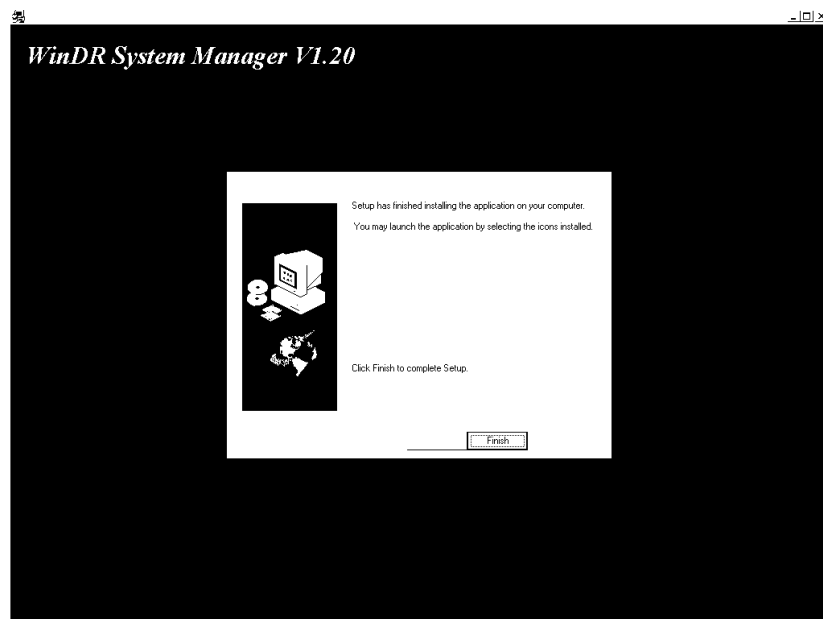 WinDR System Manager V1.20
Setup has finished installing the application on your computer.
You may launch the application by selecting the icons installed.
Click Finish to complete Setup.
Finish